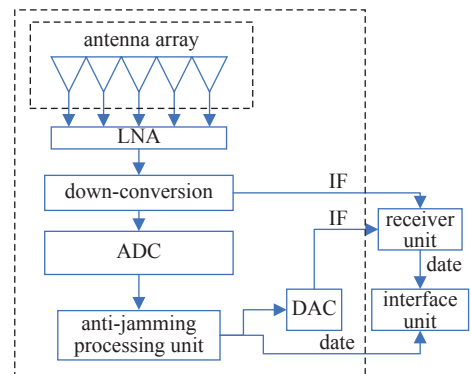 antenna array
LNA
down-conversion
IF
IF
receiver
unit
ADC
date
DAC
interface
unit
anti-jamming
processing unit
date